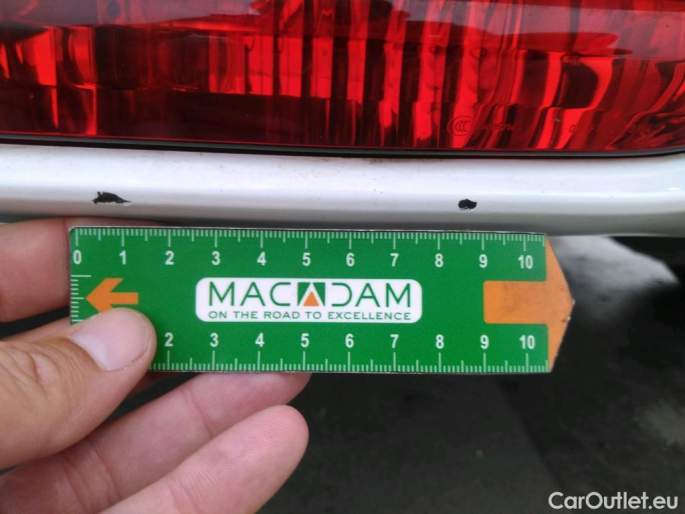 0 1 2 3 4 5 6 7 8 9 10
MACADAM
ON THE ROAD TO EXCELLENCE
2 3 4 5 6 7 8 9 10
CarOutlet.eu